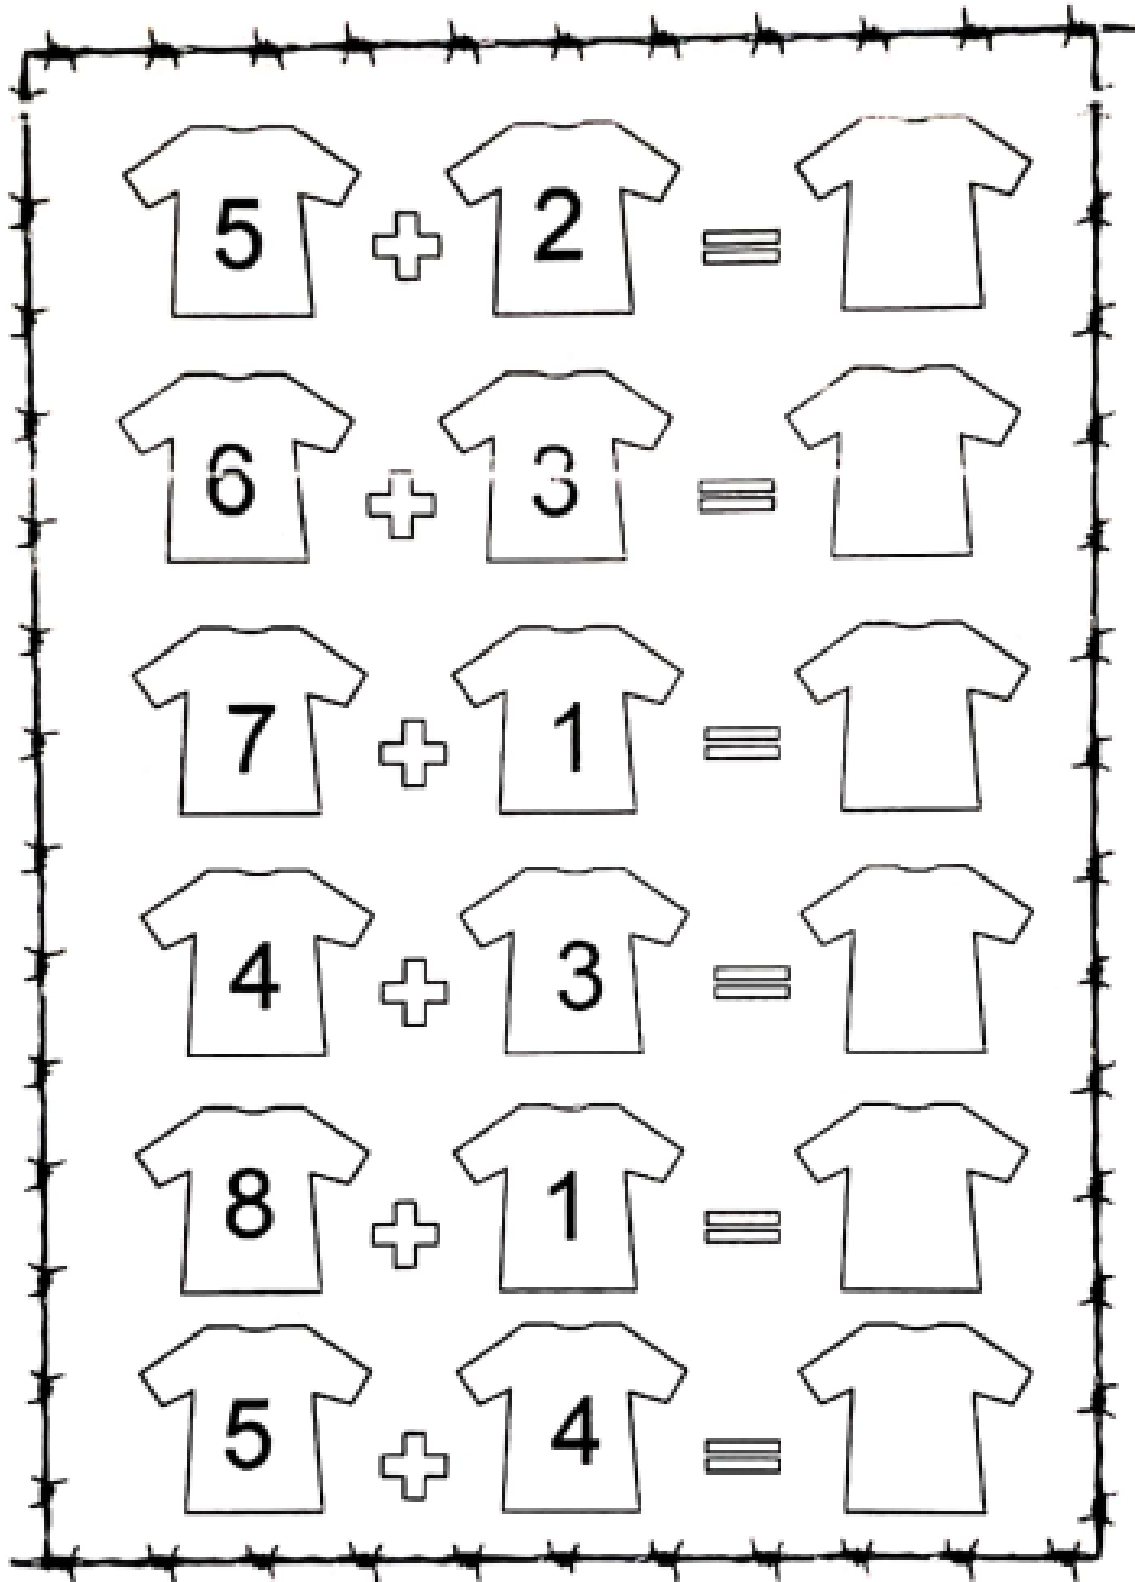 5 + 2 =
6 + 3 =
7 + 1 =
4 + 3 =
8 + 1 =
5 + 4 =